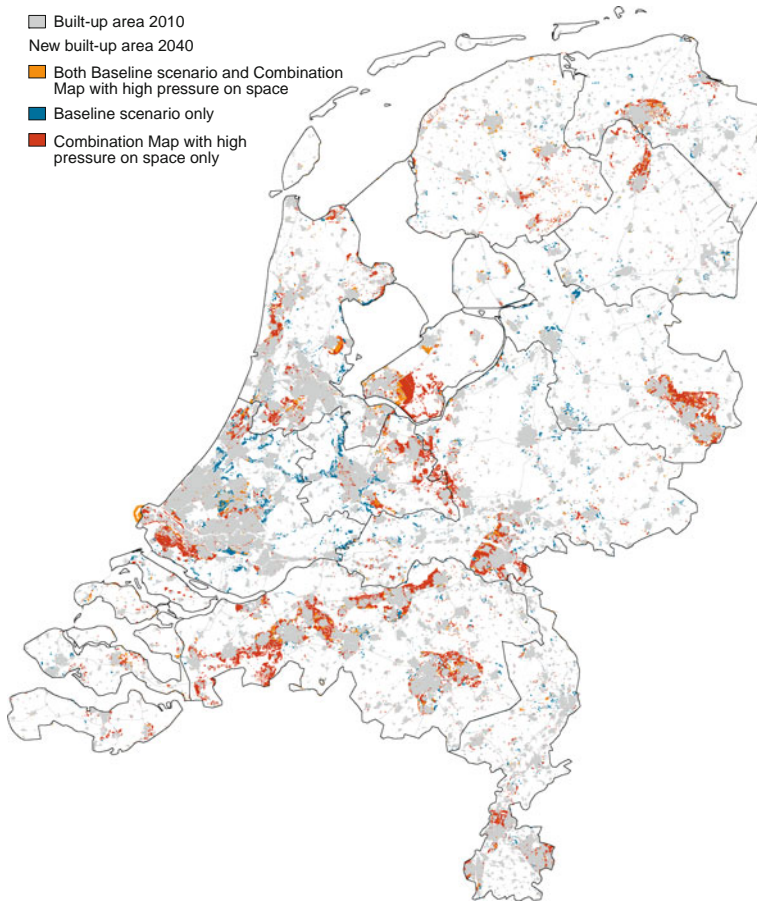 Built-up area 2010
New built-up area 2040
Both Baseline scenario and Combination
Map with high pressure on space
Baseline scenario only
Combination Map with high
pressure on space only